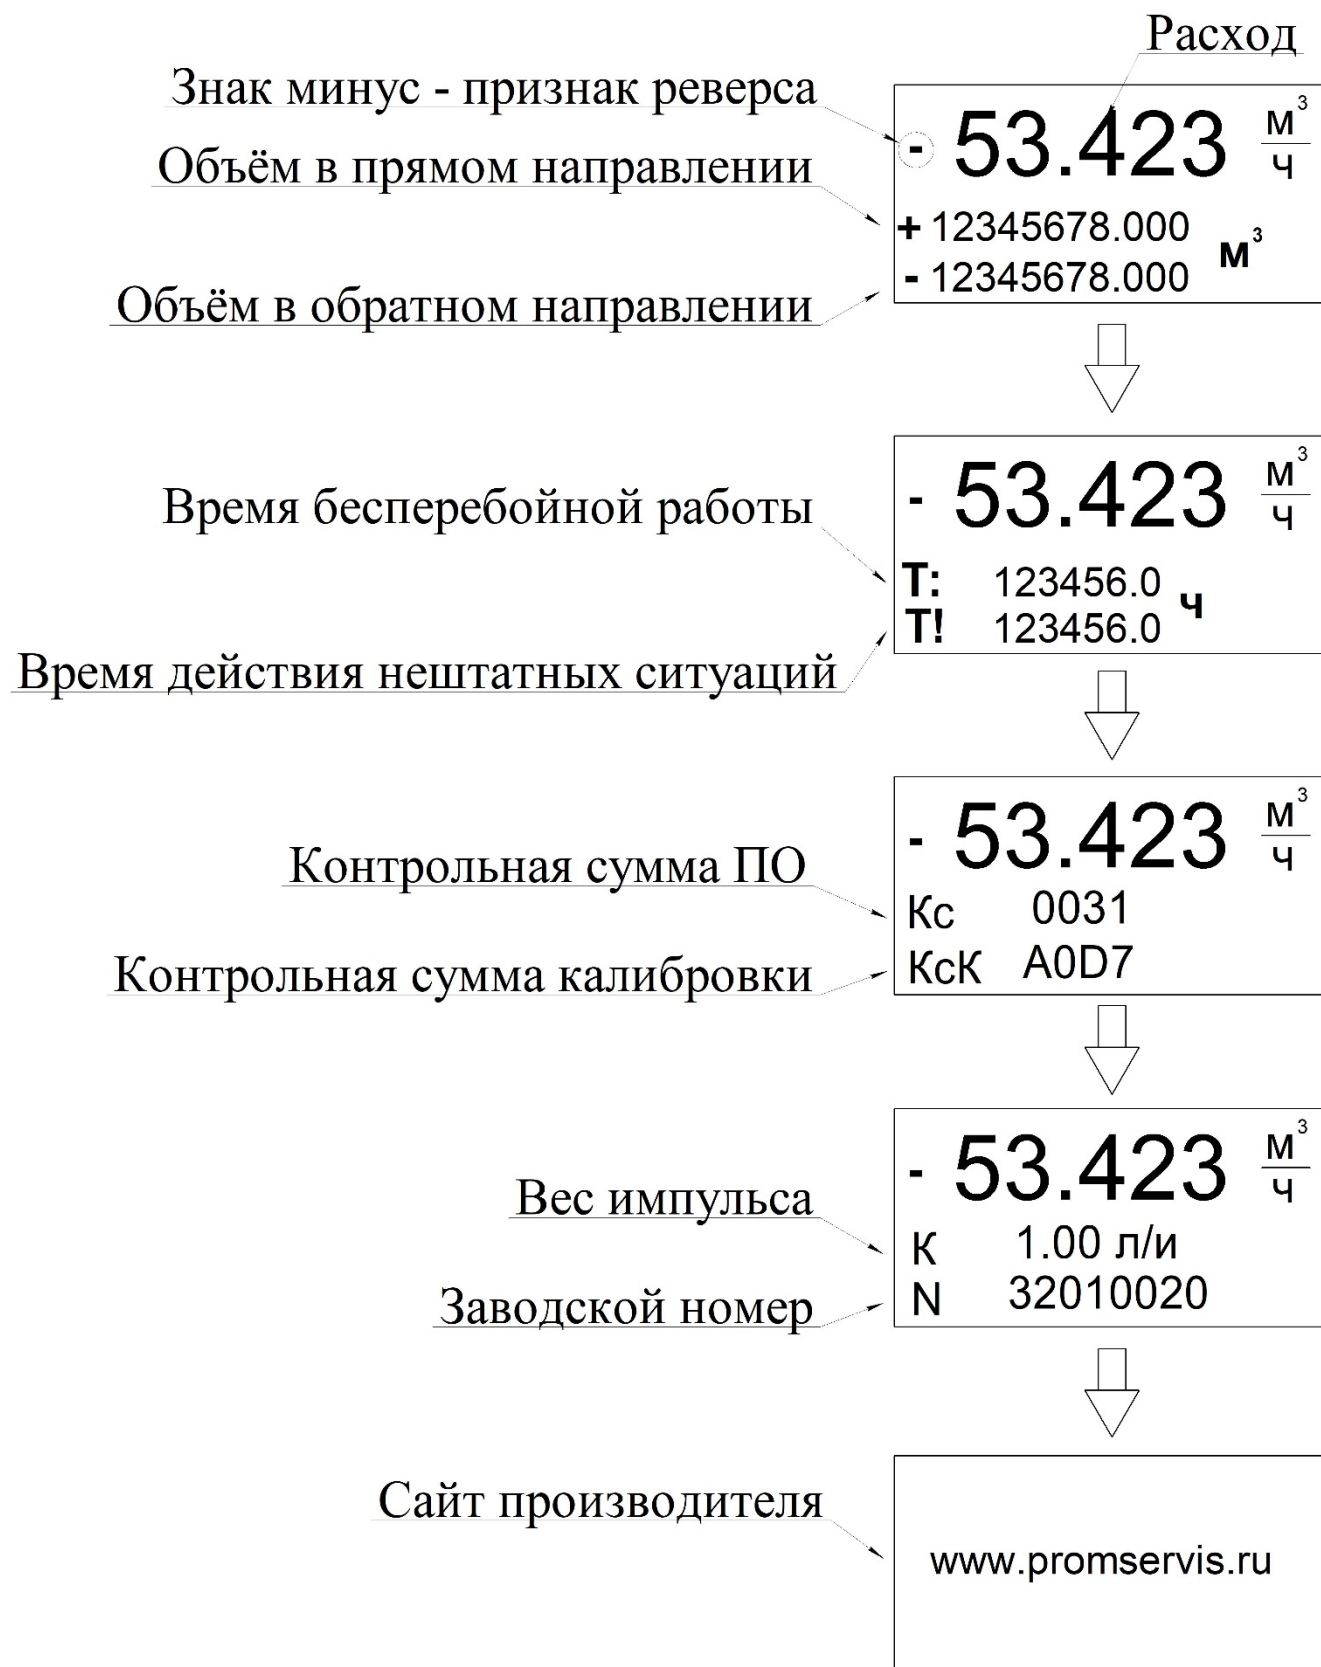 Расход
Знак минус - признак реверса
- 53.423 м³/ч
Объём в прямом направлении
+ 12345678.000
- 12345678.000
м³
Объём в обратном направлении
- 53.423 м³/ч
Время бесперебойной работы
T: 123456.0
T! 123456.0
ч
Время действия нештатных ситуаций
- 53.423 м³/ч
Контрольная сумма ПО
Кс 0031
Контрольная сумма калибровки
КсК A0D7
- 53.423 м³/ч
Вес импульса
К 1.00 л/и
Заводской номер
N 32010020
Сайт производителя
www.promservis.ru